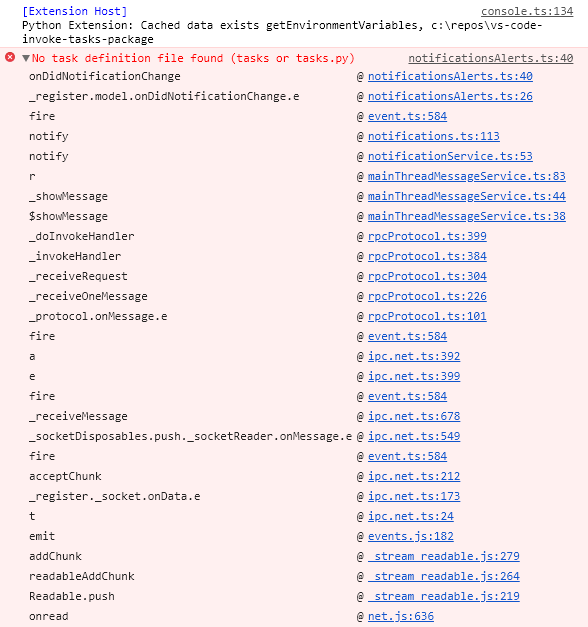 [Extension Host] console.ts:134
Python Extension: Cached data exists getEnvironmentVariables, c:\repos\vs-code-
invoke-tasks-package
No task definition file found (tasks or tasks.py) notificationsAlerts.ts:40
onDidNotificationChange @ notificationsAlerts.ts:40
_register.model.onDidNotificationChange.e @ notificationsAlerts.ts:26
fire @ event.ts:584
notify @ notifications.ts:113
notify @ notificationService.ts:53
r @ mainThreadMessageService.ts:83
_showMessage @ mainThreadMessageService.ts:44
$showMessage @ mainThreadMessageService.ts:38
_doInvokeHandler @ rpcProtocol.ts:399
_invokeHandler @ rpcProtocol.ts:384
_receiveRequest @ rpcProtocol.ts:304
_receiveOneMessage @ rpcProtocol.ts:226
_protocol.onMessage.e @ rpcProtocol.ts:101
fire @ event.ts:584
a @ ipc.net.ts:392
e @ ipc.net.ts:399
fire @ event.ts:584
_receiveMessage @ ipc.net.ts:678
_socketDisposables.push._socketReader.onMessage.e @ ipc.net.ts:549
fire @ event.ts:584
acceptChunk @ ipc.net.ts:212
_register._socket.onData.e @ ipc.net.ts:173
t @ ipc.net.ts:24
emit @ events.js:182
addChunk @ _stream_readable.js:279
readableAddChunk @ _stream_readable.js:264
Readable.push @ _stream_readable.js:219
onread @ net.js:636